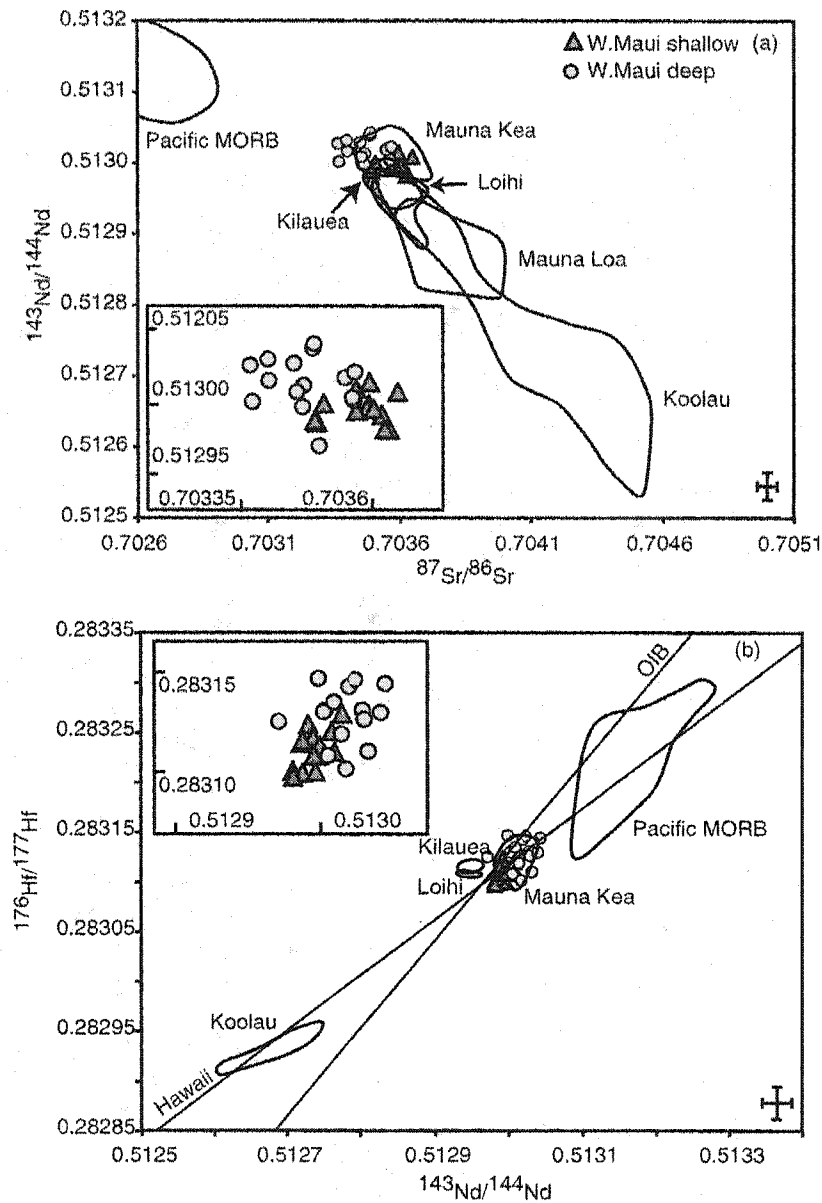 0.5132
W.Maui shallow (a)
W.Maui deep
0.5131
Pacific MORB
Mauna Kea
0.5130
Loihi
Kilauea
0.5129
143Nd/144Nd
Mauna Loa
0.5128
0.51205
0.5127
0.51300
Koolau
0.5126
0.51295
0.70335 0.7036
0.5125
0.7026 0.7031 0.7036 0.7041 0.7046 0.7051
87Sr/86Sr
0.28335
OIB (b)
0.28315
0.28325
0.28310
0.5129 0.5130
Pacific MORB
0.28315
Kilauea
176Hf/177Hf
Loihi
Mauna Kea
0.28305
0.28295
Koolau
Hawaii
0.28285
0.5125 0.5127 0.5129 0.5131 0.5133
143Nd/144Nd